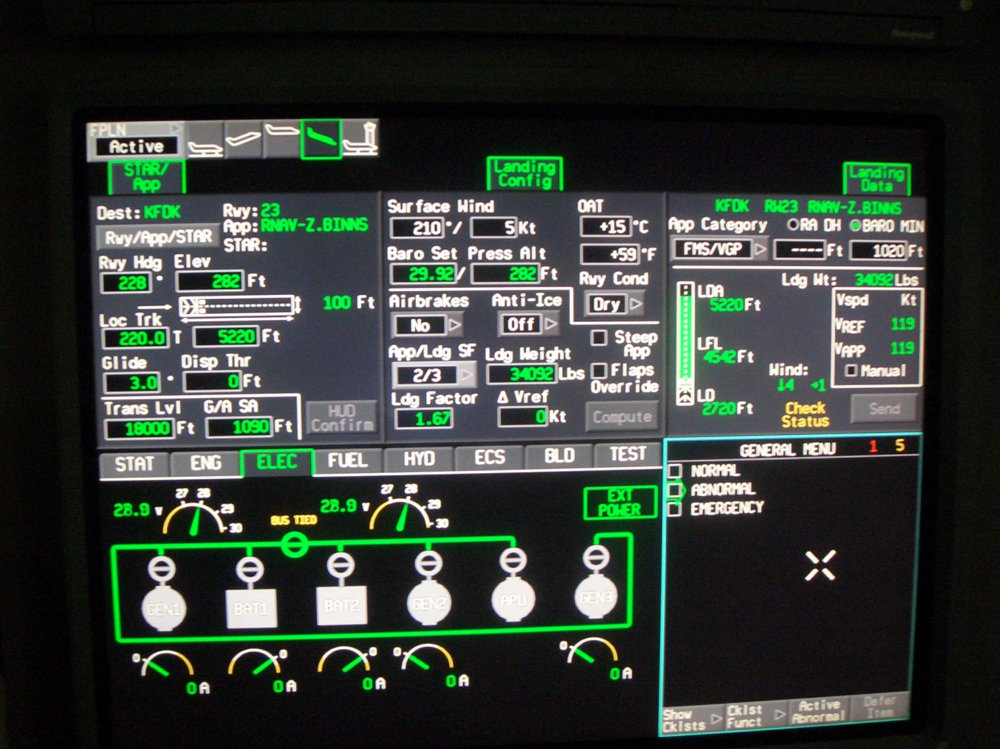 FPLN
Active
STAR/
App
Landing
Config
Landing
Data
Dest: KFDK
Rwy: 23
App: RNAV-Z.BINNS
STAR:
Rwy/App/STAR
Rwy Hdg
Elev
228 °
282 Ft
100 Ft
Loc Trk
220.0 T
5220 Ft
Glide
Disp Thr
3.0 °
0 Ft
Trans Lvl
G/A SA
18000 Ft
1090 Ft
HUD
Confirm
Surface Wind
210 °/ 5 Kt
OAT
+15 °C
+59 °F
Baro Set
Press Alt
29.92 / 282 Ft
Rwy Cond
Dry
Airbrakes
Anti-Ice
No
Off
Steep
App
App/Ldg SF
Ldg Weight
2/3
34092 Lbs
Flaps
Override
Ldg Factor
Δ Vref
1.67
0 Kt
Compute
KFDK RW23 RNAV-Z.BINNS
App Category
RA DH
BARO MIN
FMS/VGP
---- Ft
1020 Ft
Ldg Wt: 34092 Lbs
LDA
5220 Ft
LFL
4542 Ft
LD
2720 Ft
Vspd Kt
VREF 119
VAPP 119
Manual
Wind:
↓4 →1
Check
Status
Send
STAT ENG ELEC FUEL HYD ECS BLD TEST
28.9 V
27 28 29 30
BUS TIED
28.9 V
27 28 29 30
EXT
POWER
GEN1 BAT1 BAT2 GEN2 APU GEN3
0 0 0 0 0
0 A 0 A 0 A 0 A 0 A
GENERAL MENU 1 5
NORMAL
ABNORMAL
EMERGENCY
Show
Cklsts
Cklst
Funct
Active
Abnormal
Defer
Item